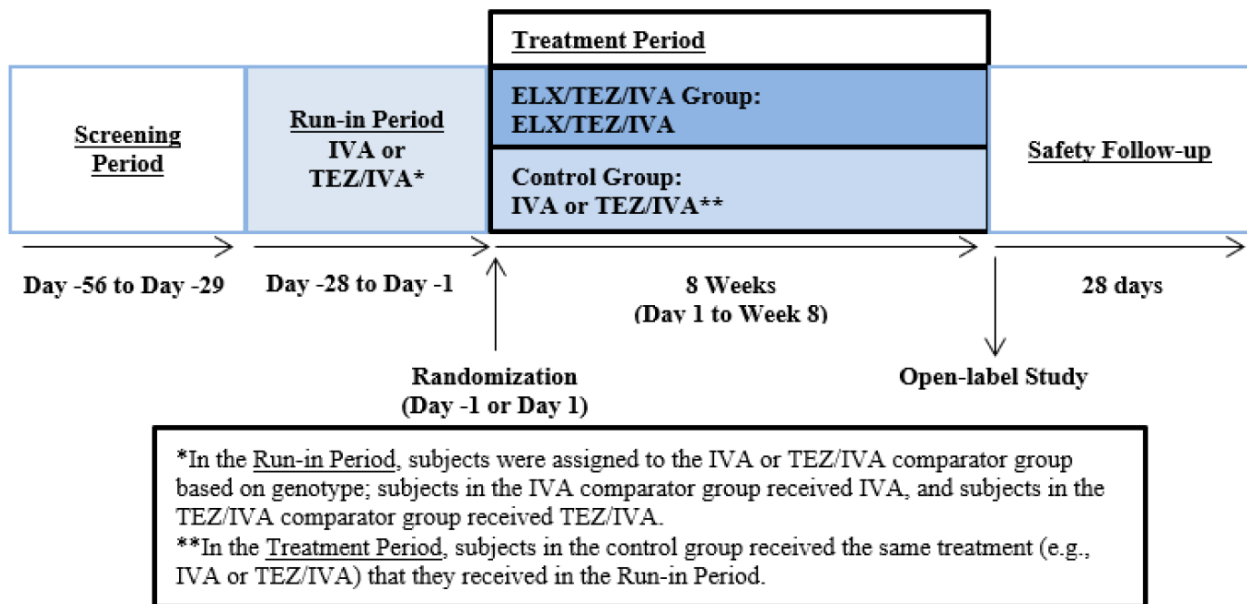 Treatment Period
Screening
Period
Run-in Period
IVA or
TEZ/IVA*
ELX/TEZ/IVA Group:
ELX/TEZ/IVA
Control Group:
IVA or TEZ/IVA**
Safety Follow-up
Day -56 to Day -29
Day -28 to Day -1
8 Weeks
(Day 1 to Week 8)
28 days
Randomization
(Day -1 or Day 1)
Open-label Study
*In the Run-in Period, subjects were assigned to the IVA or TEZ/IVA comparator group
based on genotype; subjects in the IVA comparator group received IVA, and subjects in the
TEZ/IVA comparator group received TEZ/IVA.
**In the Treatment Period, subjects in the control group received the same treatment (e.g.,
IVA or TEZ/IVA) that they received in the Run-in Period.